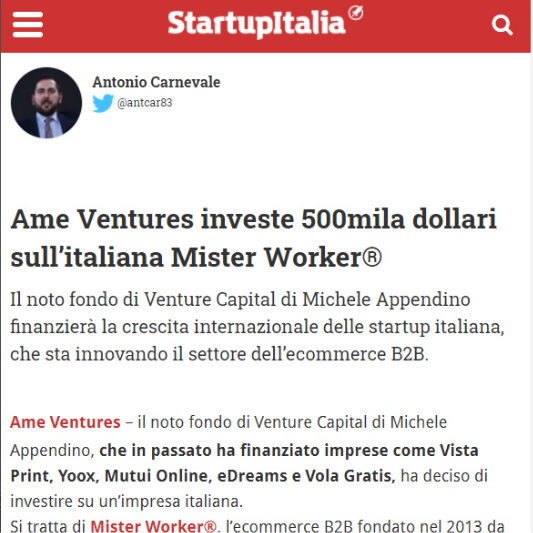 StartupItalia
Antonio Carnevale
@antcar83
Ame Ventures investe 500mila dollari
sull’italiana Mister Worker®
Il noto fondo di Venture Capital di Michele Appendino
finanzierà la crescita internazionale delle startup italiana,
che sta innovando il settore dell’ecommerce B2B.
Ame Ventures – il noto fondo di Venture Capital di Michele
Appendino, che in passato ha finanziato imprese come Vista
Print, Yoox, Mutui Online, eDreams e Vola Gratis, ha deciso di
investire su un’impresa italiana.
Si tratta di Mister Worker®, l’ecommerce B2B fondato nel 2013 da